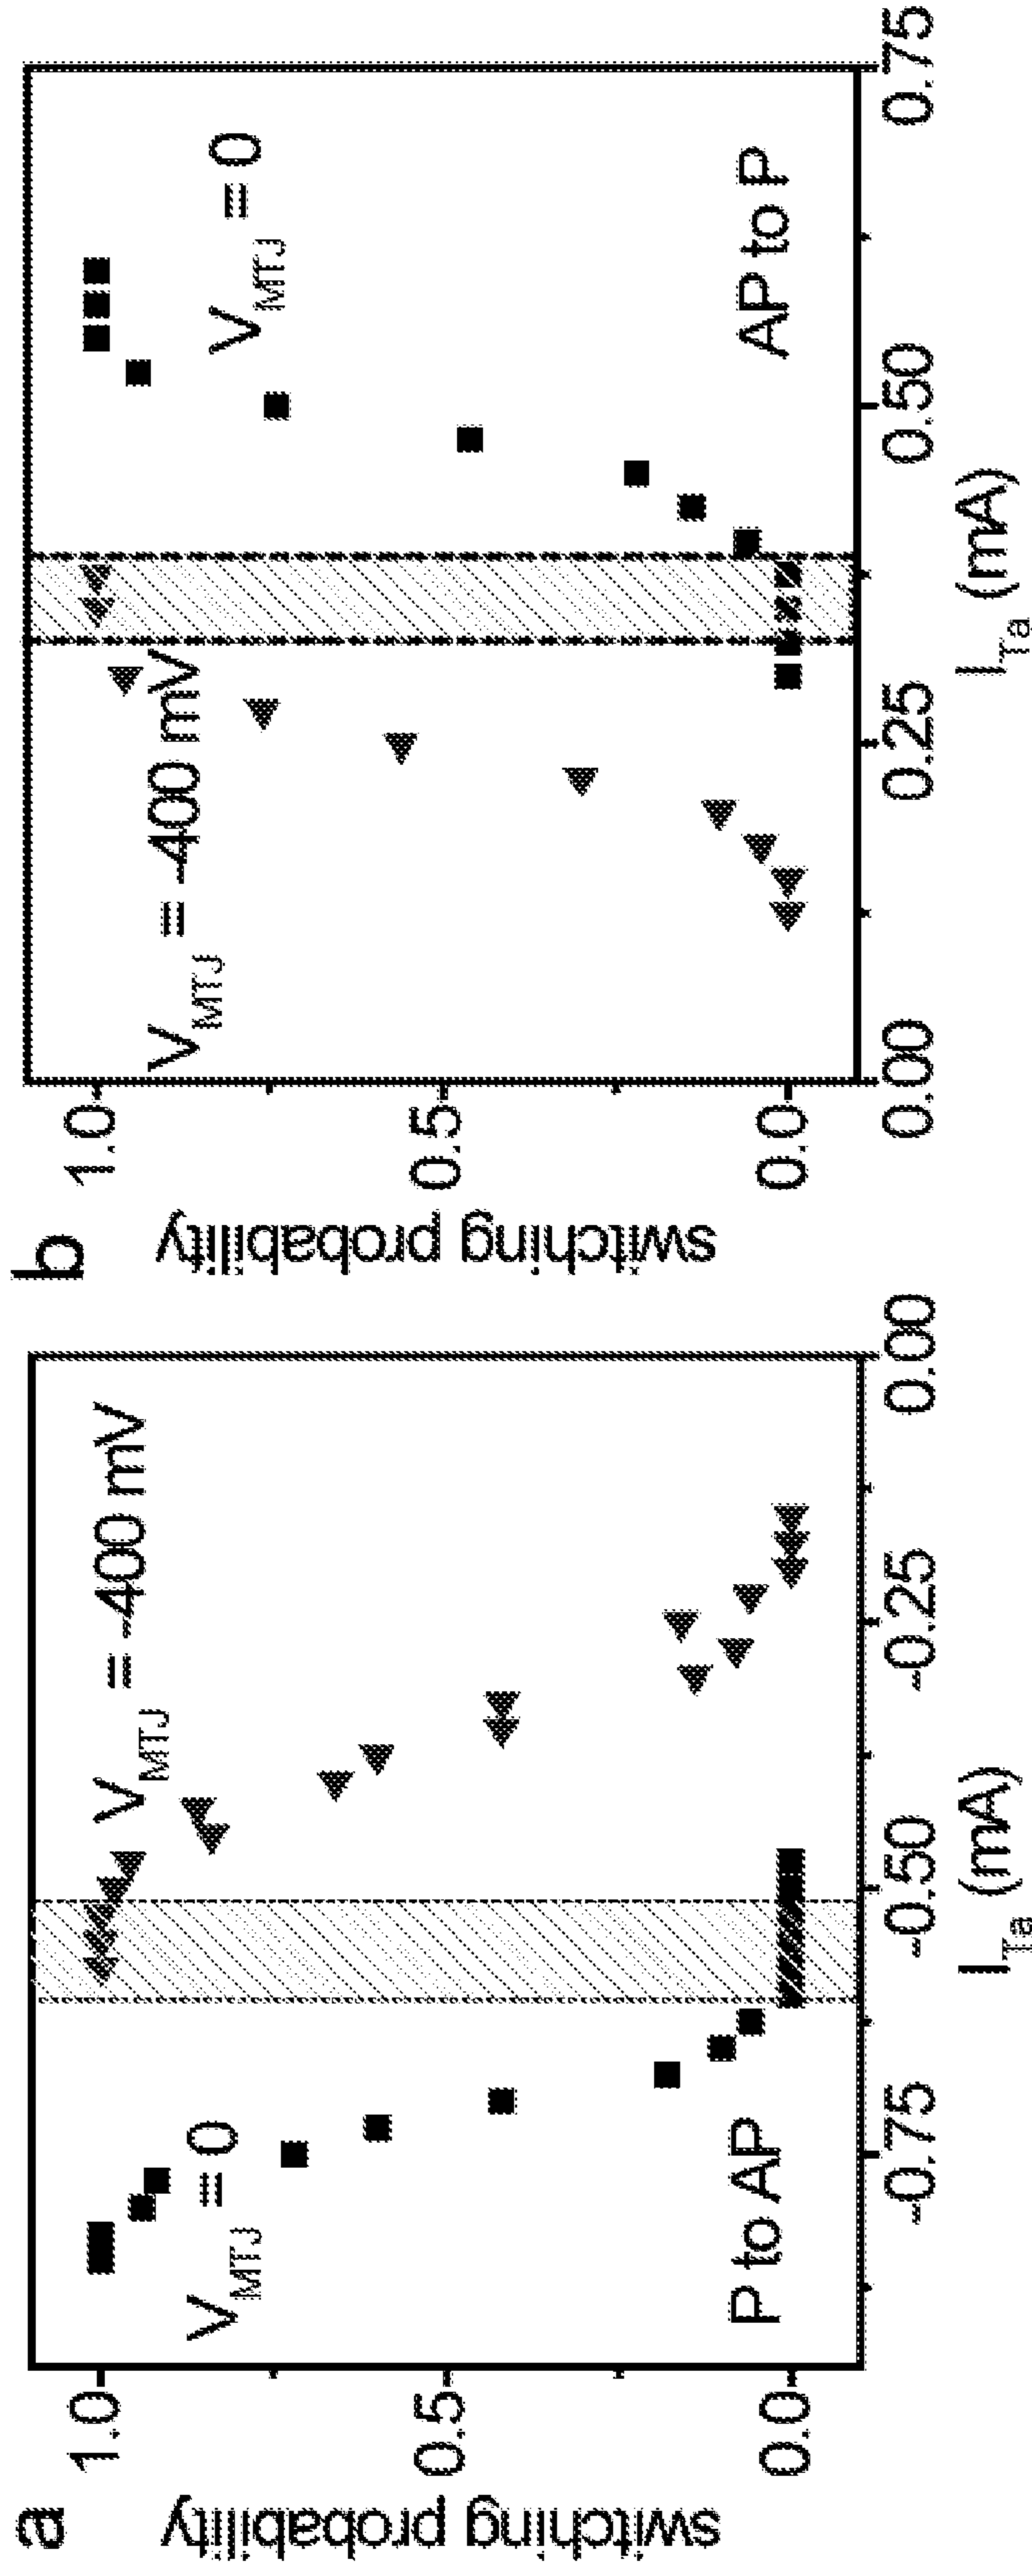 a
switching probability
1.0
0.5
0.0
V_MTJ = 0
V_MTJ = -400 mV
P to AP
-0.75
-0.50
-0.25
0.00
I_Ta (mA)
b
switching probability
1.0
0.5
0.0
V_MTJ = -400 mV
V_MTJ = 0
AP to P
0.00
0.25
0.50
0.75
I_Ta (mA)